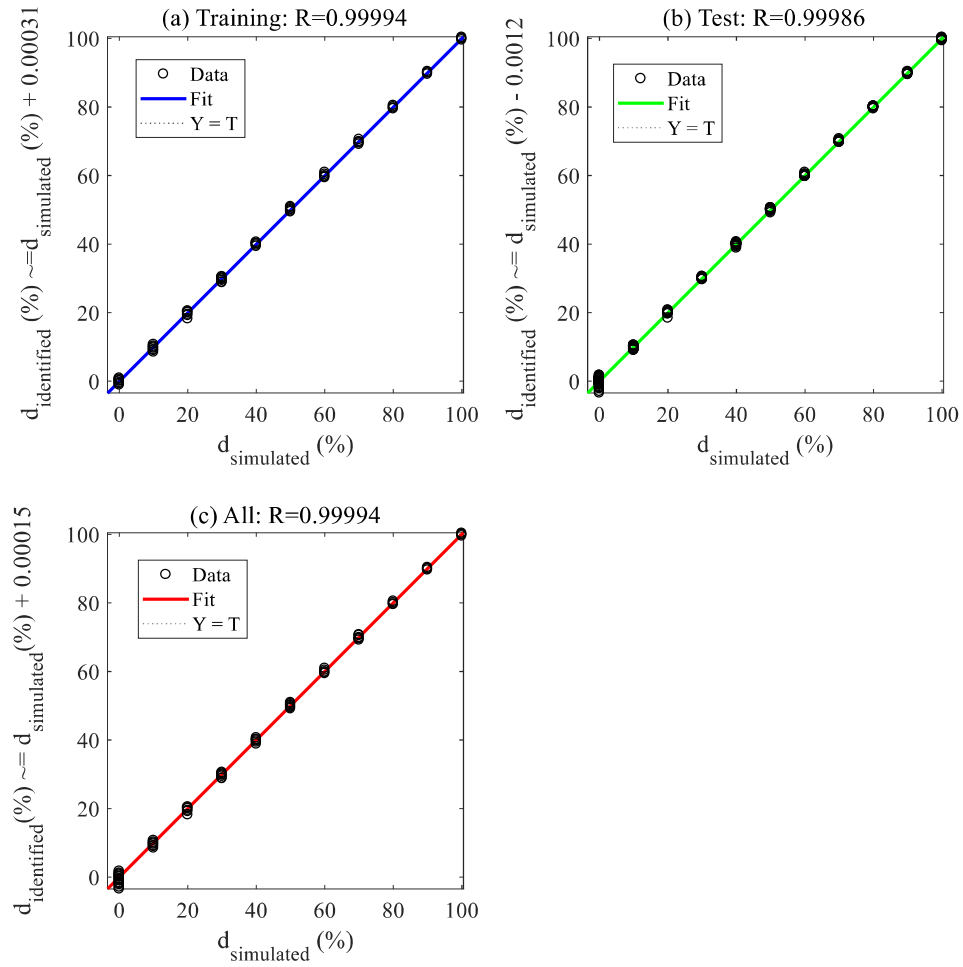 (a) Training: R=0.99994
d_identified (%) ~=d_simulated (%) + 0.00031
100
80
60
40
20
0
Data
Fit
Y = T
0 20 40 60 80 100
d_simulated (%)
(b) Test: R=0.99986
d_identified (%) ~= d_simulated (%) - 0.0012
100
80
60
40
20
0
Data
Fit
Y = T
0 20 40 60 80 100
d_simulated (%)
(c) All: R=0.99994
d_identified(%) ~= d_simulated(%) + 0.00015
100
80
60
40
20
0
Data
Fit
Y = T
0 20 40 60 80 100
d_simulated (%)